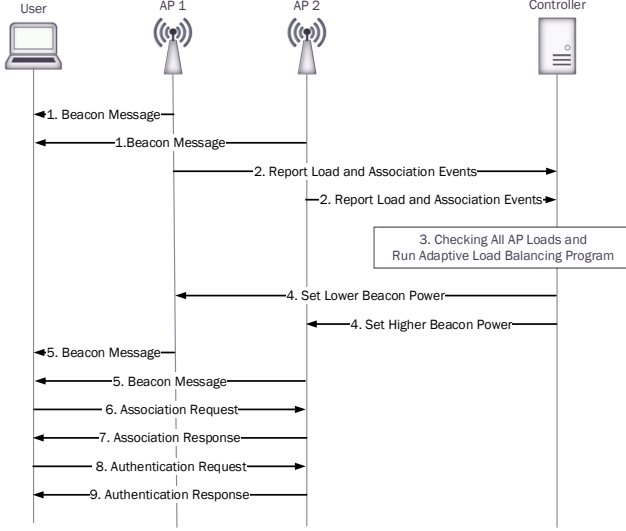 User
AP 1
AP 2
Controller
1. Beacon Message
1.Beacon Message
2. Report Load and Association Events
2. Report Load and Association Events
3. Checking All AP Loads and
Run Adaptive Load Balancing Program
4. Set Lower Beacon Power
4. Set Higher Beacon Power
5. Beacon Message
5. Beacon Message
6. Association Request
7. Association Response
8. Authentication Request
9. Authentication Response